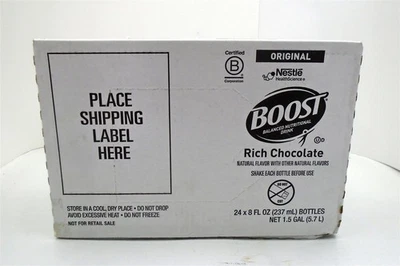 PLACE
SHIPPING
LABEL
HERE
STORE IN A COOL, DRY PLACE • DO NOT DROP
AVOID EXCESSIVE HEAT • DO NOT FREEZE
NOT FOR RETAIL SALE
Certified
B
Corporation
ORIGINAL
Nestlé
HealthScience
BOOST
BALANCED NUTRITIONAL
DRINK
Rich Chocolate
NATURAL FLAVOR WITH OTHER NATURAL FLAVORS
SHAKE EACH BOTTLE BEFORE USE
24 x 8 FL OZ (237 mL) BOTTLES
NET 1.5 GAL (5.7 L)